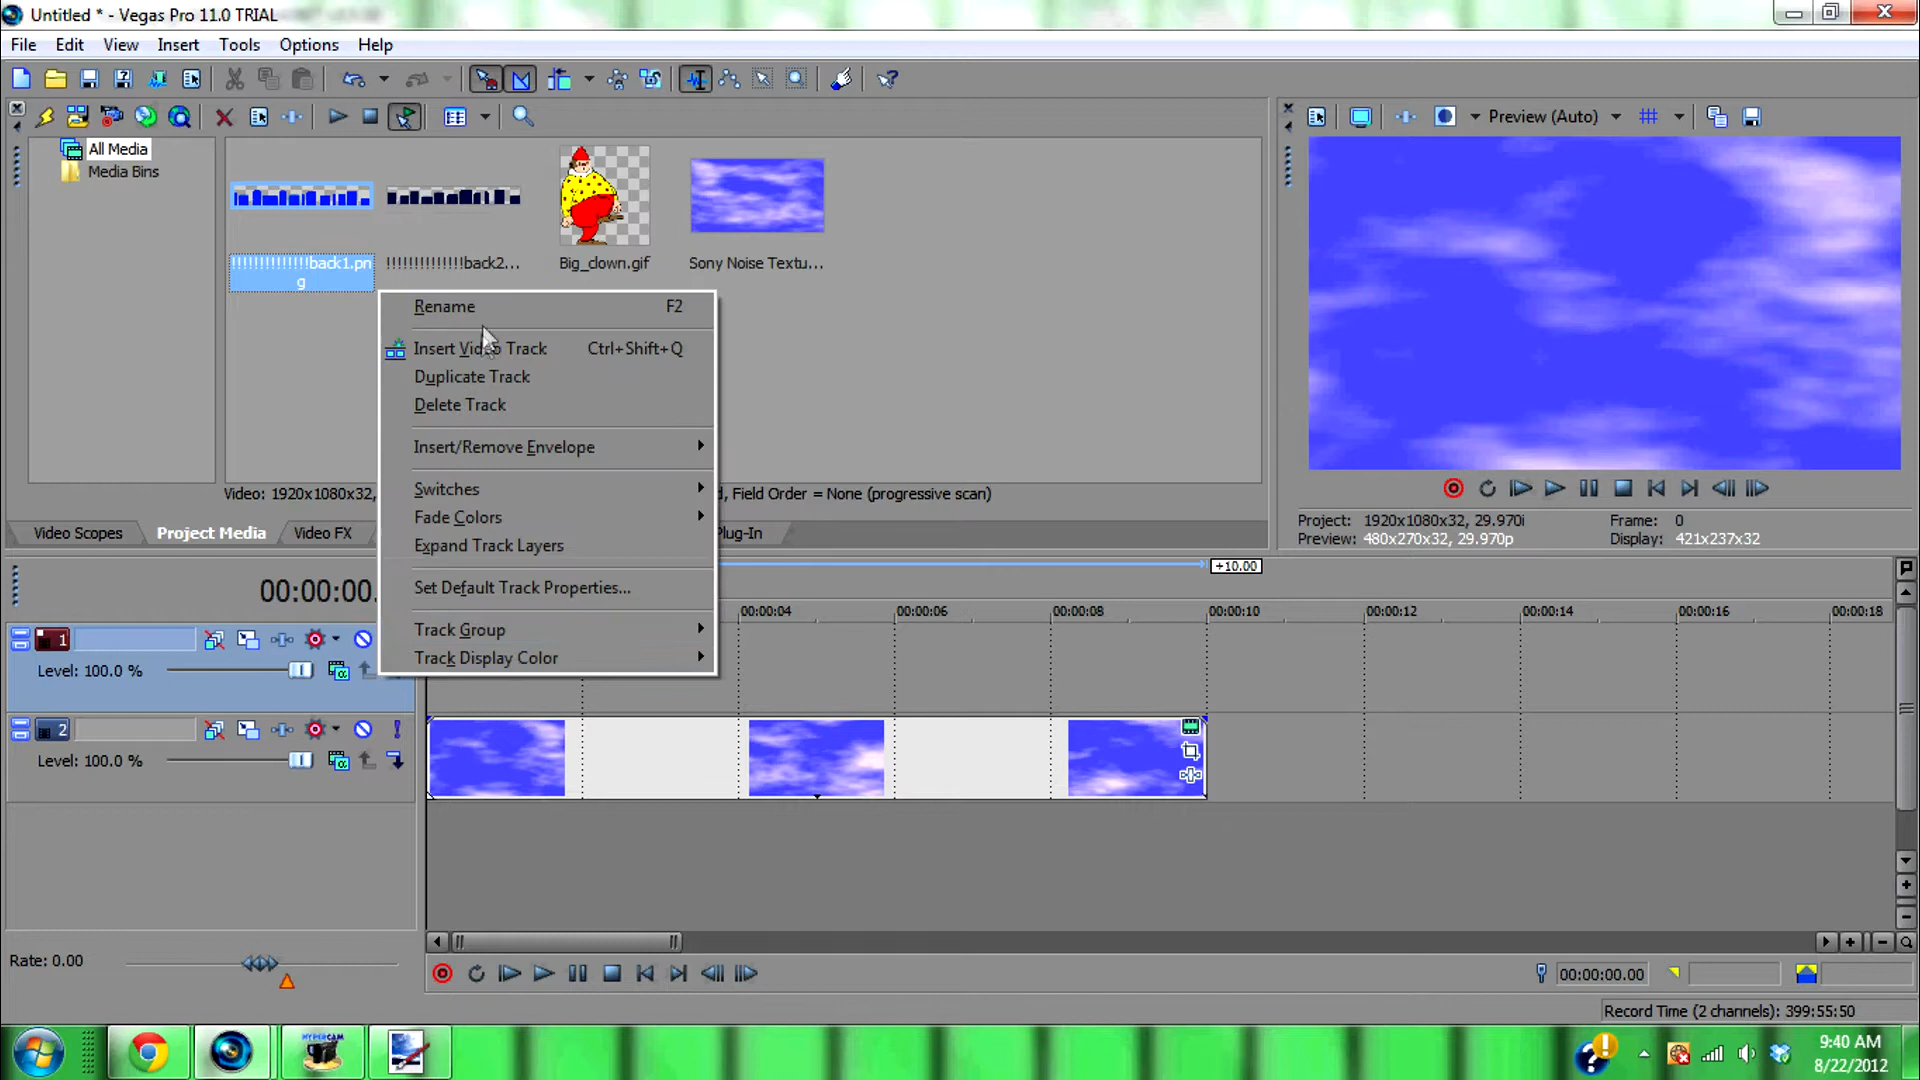 Untitled * - Vegas Pro 11.0 TRIAL
File Edit View Insert Tools Options Help
Preview (Auto)
All Media
Media Bins
!!!!!!!!!!!!!!back1.pn
g
!!!!!!!!!!!!!!back2...
Big_clown.gif
Sony Noise Textu...
Rename F2
Insert Video Track Ctrl+Shift+Q
Duplicate Track
Delete Track
Insert/Remove Envelope
Switches
Fade Colors
Expand Track Layers
Set Default Track Properties...
Track Group
Track Display Color
Video: 1920x1080x32,
, Field Order = None (progressive scan)
Video Scopes Project Media Video FX
Plug-In
Project: 1920x1080x32, 29.970i
Preview: 480x270x32, 29.970p
Frame: 0
Display: 421x237x32
00:00:00.
+10.00
00:00:04 00:00:06 00:00:08 00:00:10 00:00:12 00:00:14 00:00:16 00:00:18
1
Level: 100.0 %
2
Level: 100.0 %
Rate: 0.00
00:00:00.00
Record Time (2 channels): 399:55:50
HYPERCAM
9:40 AM
8/22/2012